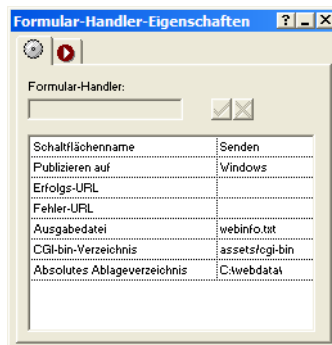 Formular-Handler-Eigenschaften
Formular-Handler:
Schaltflächenname Senden
Publizieren auf Windows
Erfolgs-URL
Fehler-URL
Ausgabedatei webinfo.txt
CGI-bin-Verzeichnis assets/cgi-bin
Absolutes Ablageverzeichnis C:\webdata\